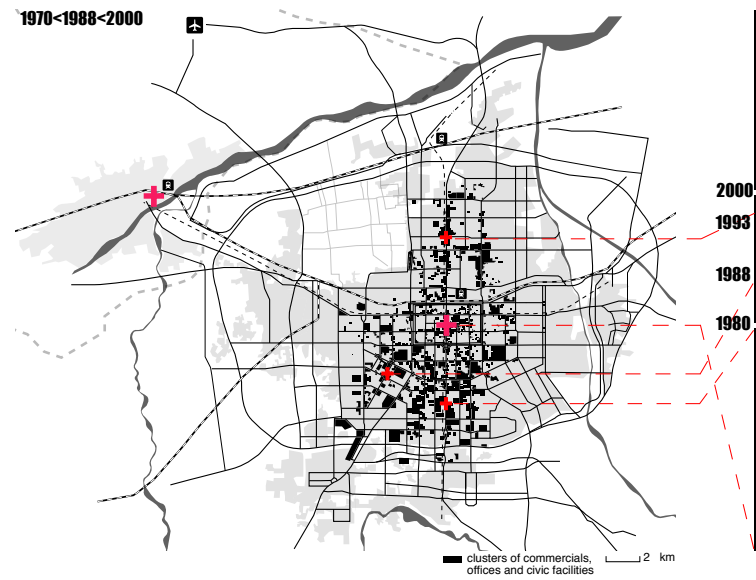 1970<1988<2000
2000
1993
1988
1980
clusters of commercials,
offices and civic facilities
2 km